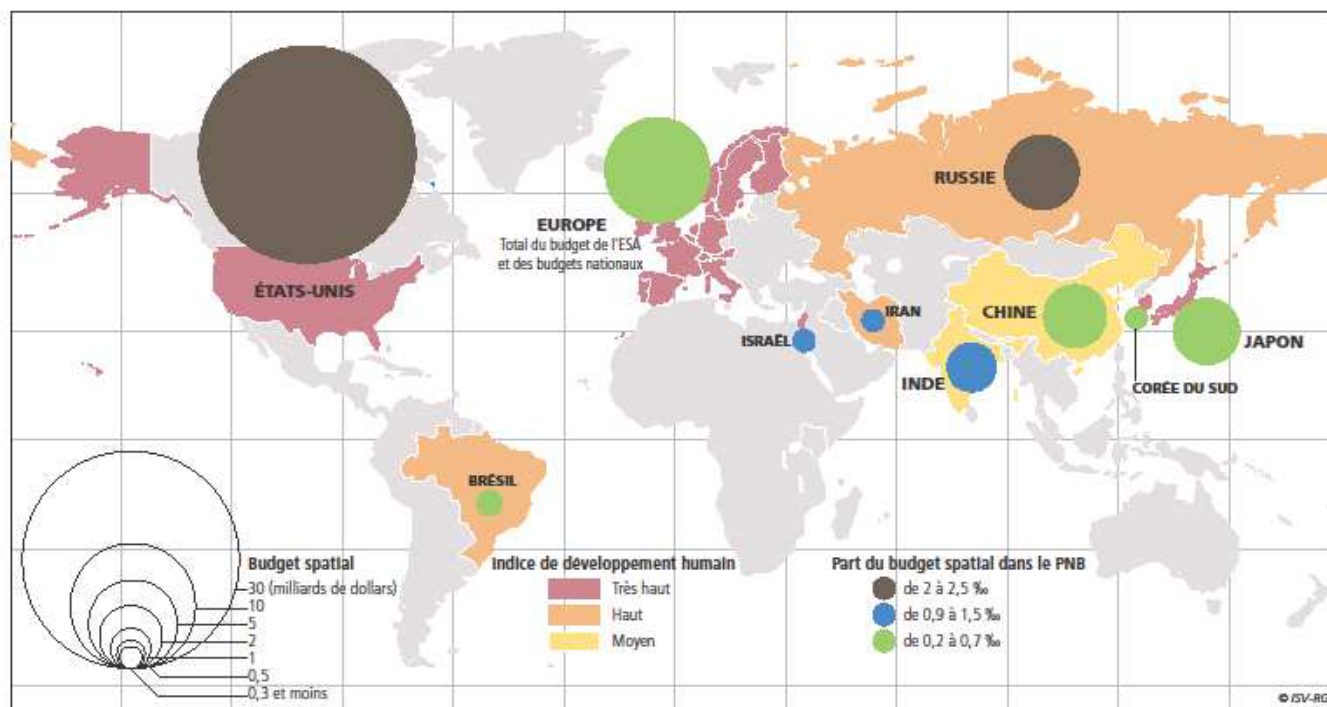 RUSSIE
EUROPE
Total du budget de l'ESA
et des budgets nationaux
ÉTATS-UNIS
CHINE
IRAN
ISRAËL
JAPON
INDE
CORÉE DU SUD
BRÉSIL
Budget spatial
30 (milliards de dollars)
10
5
2
1
0,5
0,3 et moins
Indice de développement humain
Très haut
Haut
Moyen
Part du budget spatial dans le PNB
de 2 à 2,5 ‰
de 0,9 à 1,5 ‰
de 0,2 à 0,7 ‰
© ISV-RG